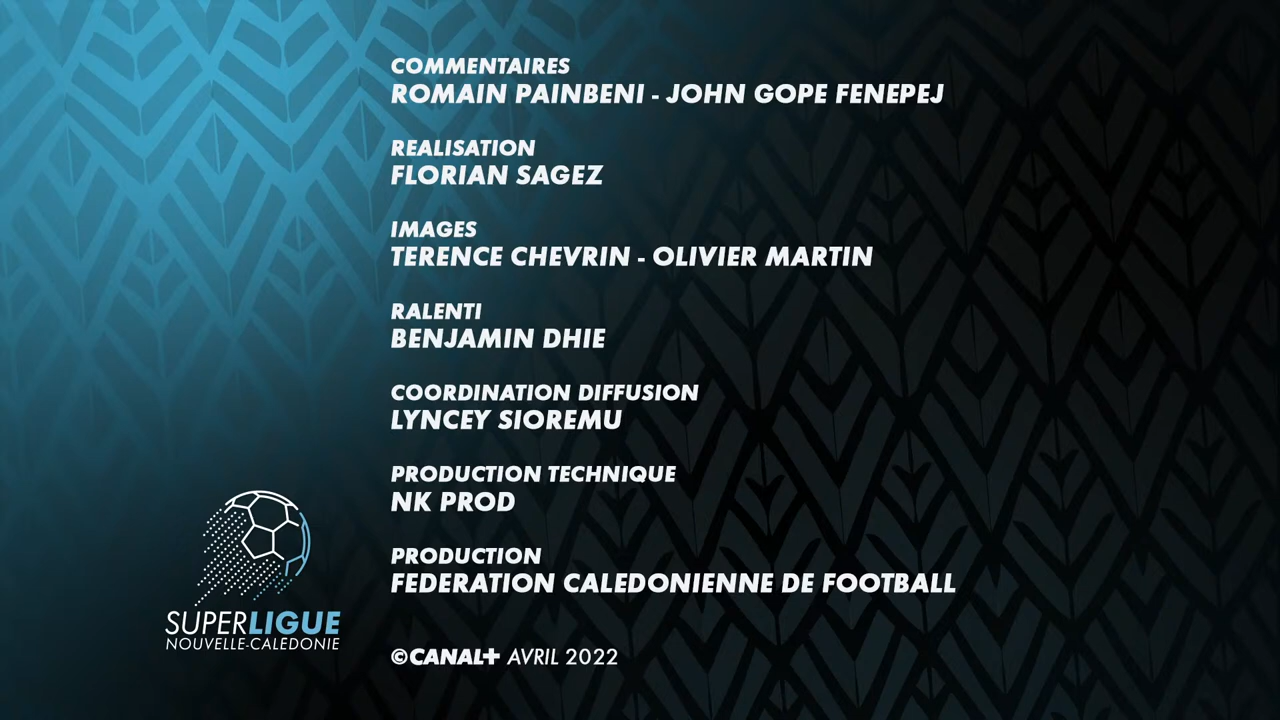 COMMENTAIRES
ROMAIN PAINBENI - JOHN GOPE FENEPEJ
REALISATION
FLORIAN SAGEZ
IMAGES
TERENCE CHEVRIN - OLIVIER MARTIN
RALENTI
BENJAMIN DHIE
COORDINATION DIFFUSION
LYNCEY SIOREMU
PRODUCTION TECHNIQUE
NK PROD
PRODUCTION
FEDERATION CALEDONIENNE DE FOOTBALL
SUPERLIGUE
NOUVELLE-CALEDONIE
©CANAL+ AVRIL 2022